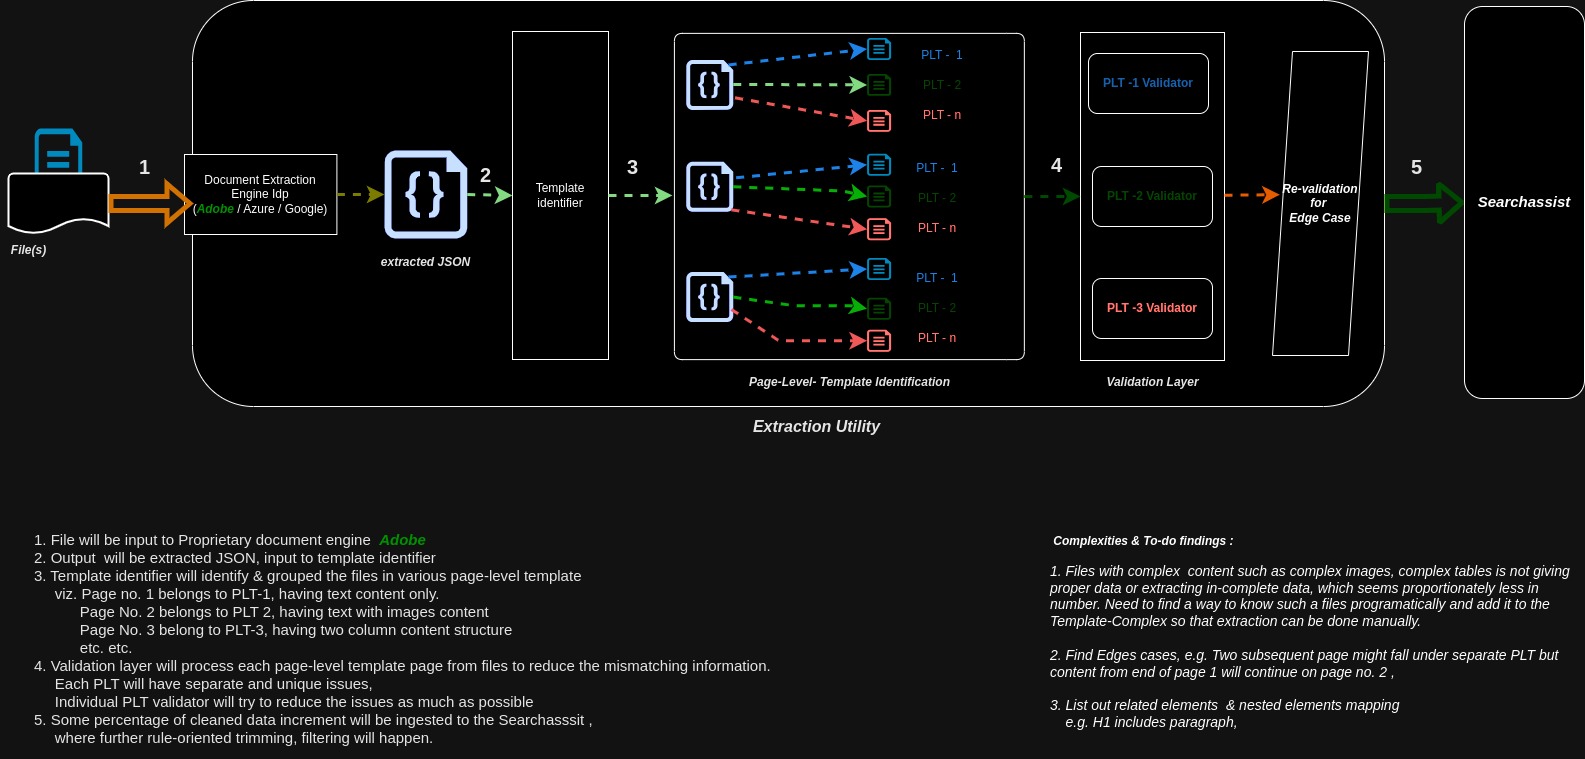 File(s)
1
Document Extraction
Engine Idp
(Adobe / Azure / Google)
{}
extracted JSON
2
Template
identifier
3
{}
PLT -  1
PLT - 2
PLT - n
{}
PLT -  1
PLT - 2
PLT - n
{}
PLT -  1
PLT - 2
PLT - n
Page-Level- Template Identification
4
PLT -1 Validator
PLT -2 Validator
PLT -3 Validator
Validation Layer
Re-validation
for
Edge Case
5
Searchassist
Extraction Utility
1. File will be input to Proprietary document engine  Adobe
2. Output  will be extracted JSON, input to template identifier
3. Template identifier will identify & grouped the files in various page-level template
viz. Page no. 1 belongs to PLT-1, having text content only.
Page No. 2 belongs to PLT 2, having text with images content
Page No. 3 belong to PLT-3, having two column content structure
etc. etc.
4. Validation layer will process each page-level template page from files to reduce the mismatching information.
Each PLT will have separate and unique issues,
Individual PLT validator will try to reduce the issues as much as possible
5. Some percentage of cleaned data increment will be ingested to the Searchasssit ,
where further rule-oriented trimming, filtering will happen.
Complexities & To-do findings :
1. Files with complex  content such as complex images, complex tables is not giving
proper data or extracting in-complete data, which seems proportionately less in
number. Need to find a way to know such a files programatically and add it to the
Template-Complex so that extraction can be done manually.
2. Find Edges cases, e.g. Two subsequent page might fall under separate PLT but
content from end of page 1 will continue on page no. 2 ,
3. List out related elements  & nested elements mapping
e.g. H1 includes paragraph,